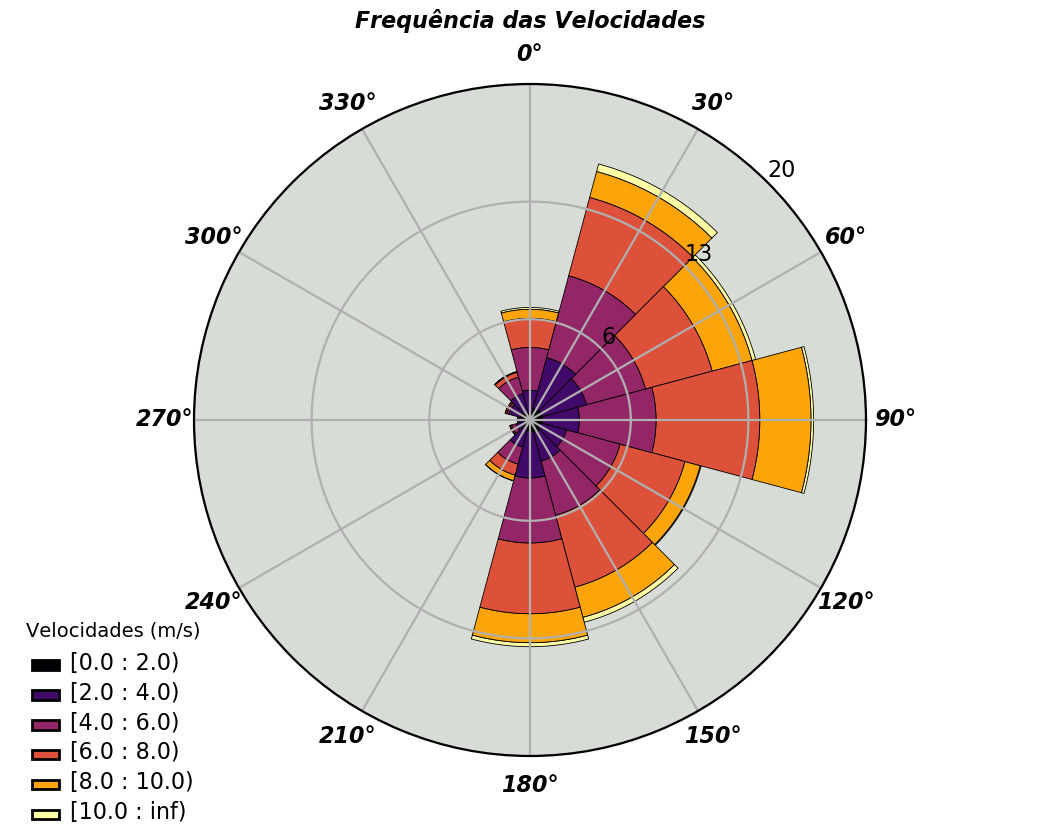 Frequência das Velocidades
0°
330°
30°
20
300°
60°
13
6
270°
90°
240°
120°
210°
150°
180°
Velocidades (m/s)
[0.0 : 2.0)
[2.0 : 4.0)
[4.0 : 6.0)
[6.0 : 8.0)
[8.0 : 10.0)
[10.0 : inf)